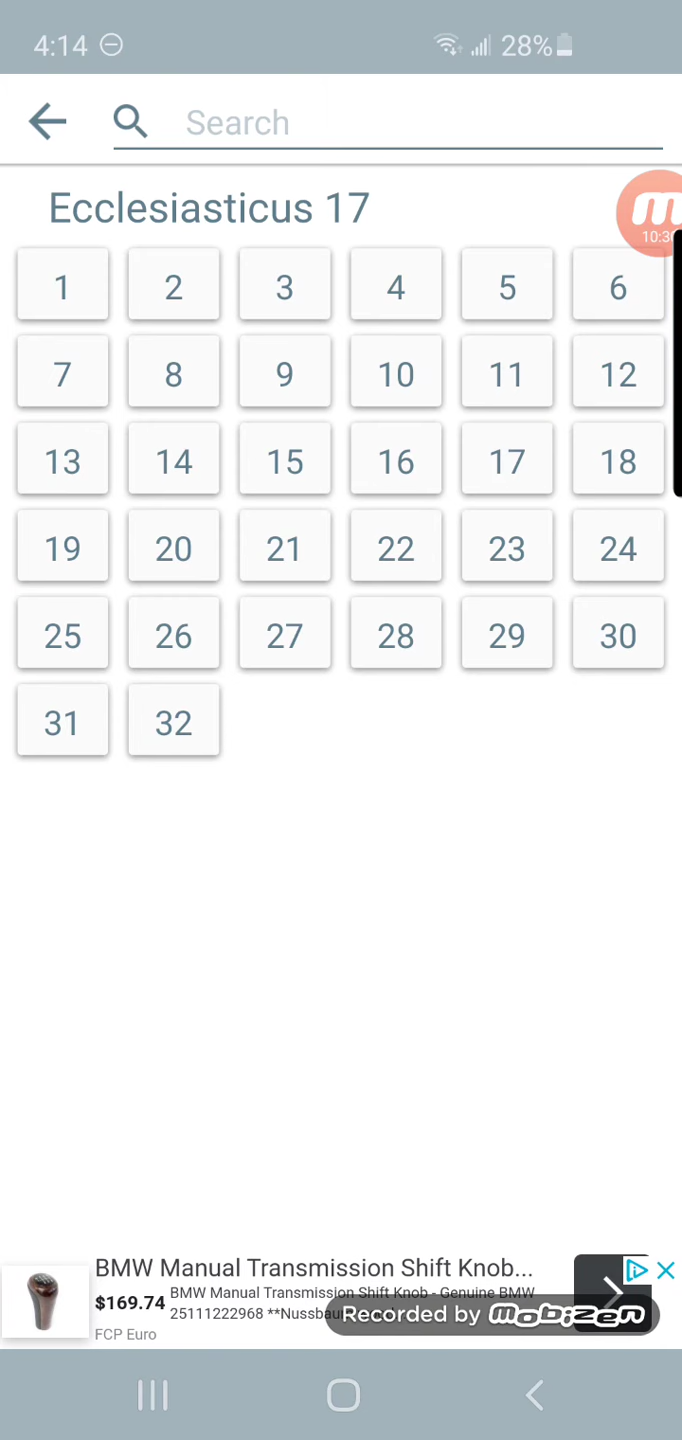 4:14 28%
Search
Ecclesiasticus 17
10:3
1 2 3 4 5 6
7 8 9 10 11 12
13 14 15 16 17 18
19 20 21 22 23 24
25 26 27 28 29 30
31 32
BMW Manual Transmission Shift Knob...
$169.74 BMW Manual Transmission Shift Knob - Genuine BMW
25111222968
FCP Euro
Recorded by mobizen